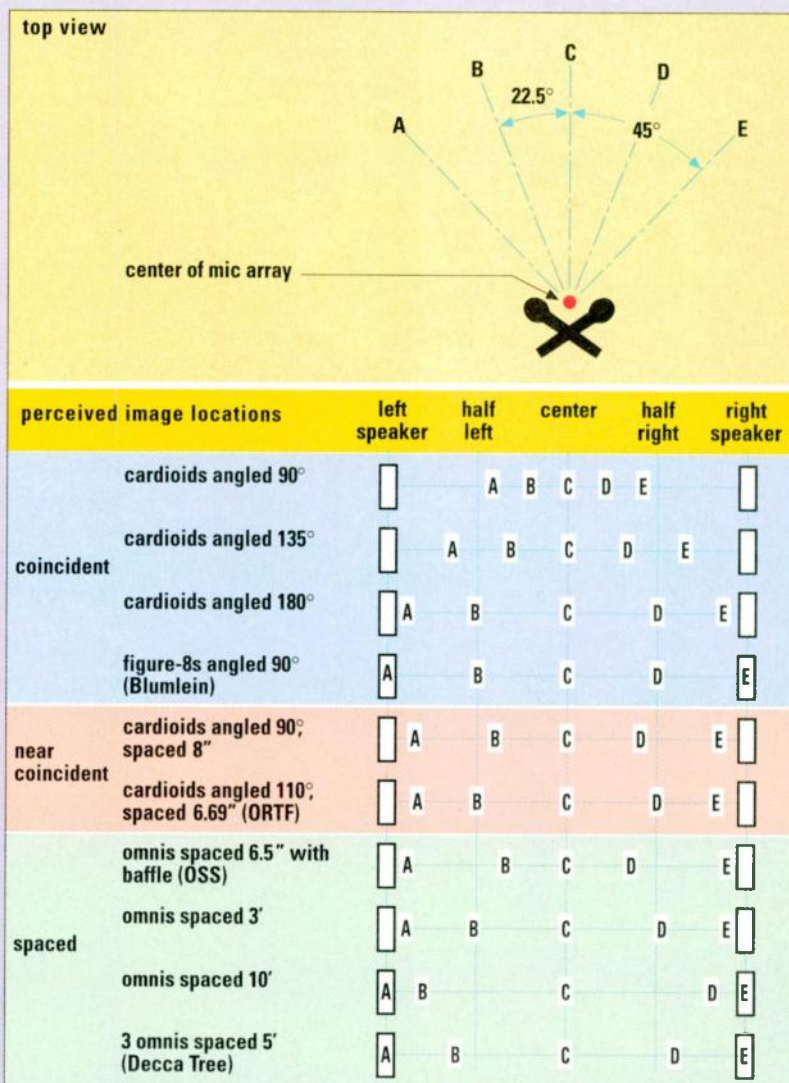 top view
C
B
D
22.5°
A
45°
E
center of mic array
perceived image locations
left speaker
half left
center
half right
right speaker
coincident
cardioids angled 90°
A B C D E
cardioids angled 135°
A B C D E
cardioids angled 180°
A B C D E
figure-8s angled 90°
(Blumlein)
A B C D E
near
coincident
cardioids angled 90°,
spaced 8"
A B C D E
cardioids angled 110°,
spaced 6.69" (ORTF)
A B C D E
spaced
omnis spaced 6.5" with
baffle (OSS)
A B C D E
omnis spaced 3'
A B C D E
omnis spaced 10'
A B C D E
3 omnis spaced 5'
(Decca Tree)
A B C D E